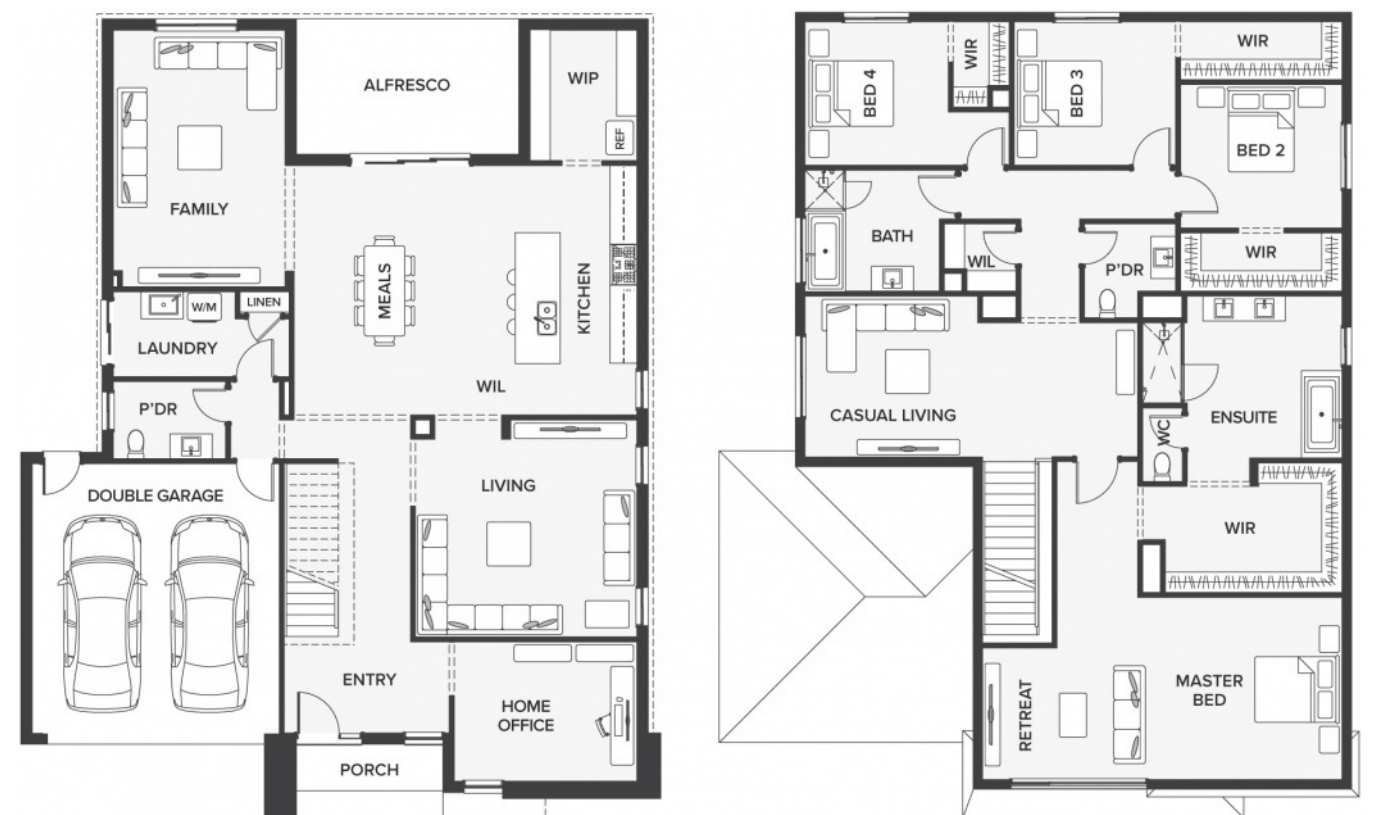 ALFRESCO
WIP
REF
FAMILY
MEALS
KITCHEN
W/M
LINEN
LAUNDRY
WIL
P'DR
LIVING
DOUBLE GARAGE
ENTRY
HOME
OFFICE
PORCH
BED 4
WIR
BED 3
WIR
BED 2
BATH
WIL
P'DR
WIR
CASUAL LIVING
WC
ENSUITE
WIR
RETREAT
MASTER
BED